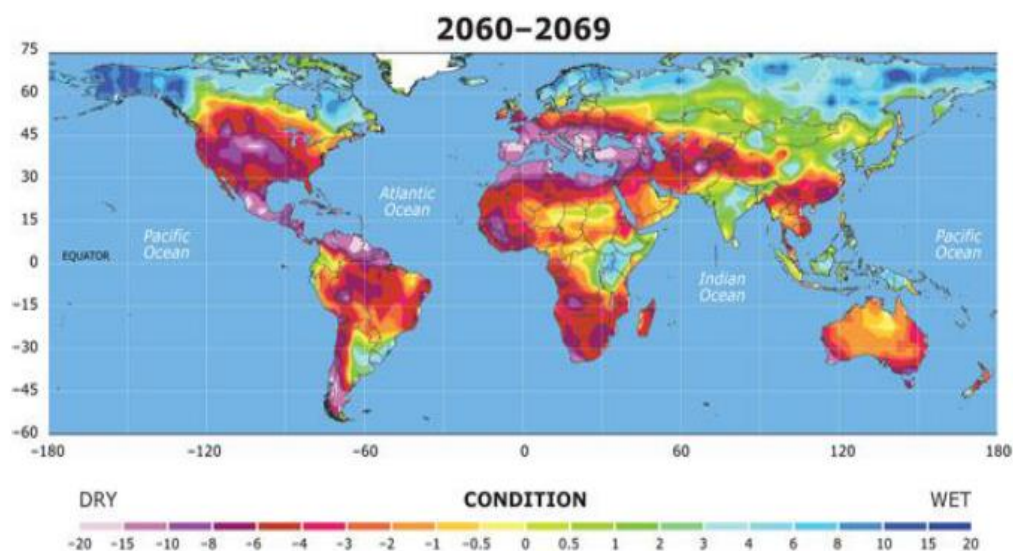 2060–2069
75
60
45
30
15
0
−15
−30
−45
−60
EQUATOR
Pacific
Ocean
Atlantic
Ocean
Indian
Ocean
Pacific
Ocean
−180 −120 −60 0 60 120 180
DRY CONDITION WET
−20 −15 −10 −8 −6 −4 −3 −2 −1 −0.5 0 0.5 1 2 3 4 6 8 10 15 20